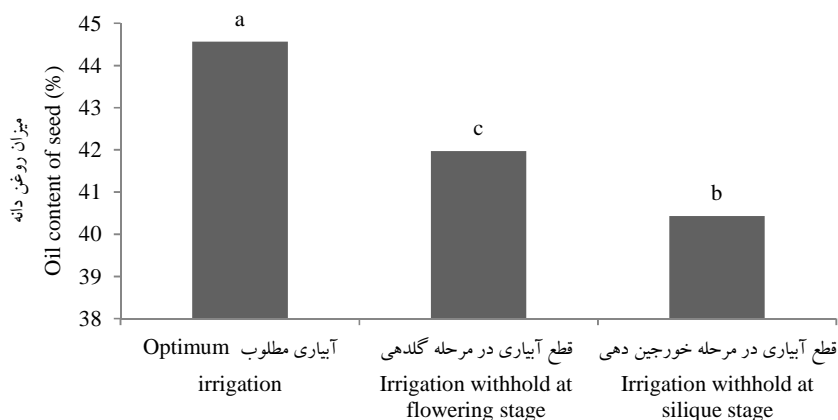 میزان روغن دانه
Oil content of seed (%)
45
44
43
42
41
40
39
38
a
c
b
آبیاری مطلوب Optimum
irrigation
قطع آبیاری در مرحله گلدهی
Irrigation withhold at
flowering stage
قطع آبیاری در مرحله خورجین دهی
Irrigation withhold at
silique stage